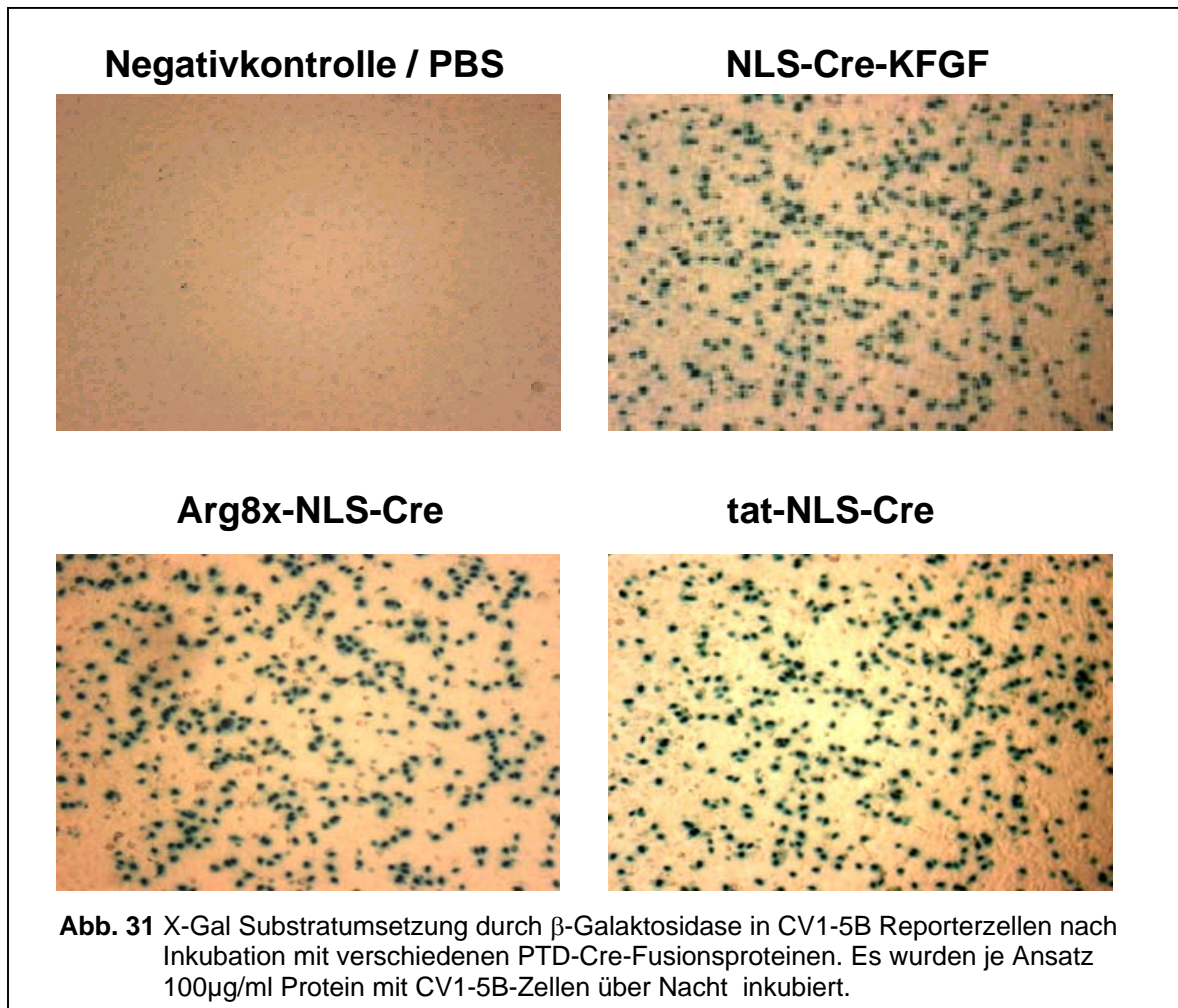 Negativkontrolle / PBS
NLS-Cre-KFGF
Arg8x-NLS-Cre
tat-NLS-Cre
Abb. 31 X-Gal Substratumsetzung durch β-Galaktosidase in CV1-5B Reporterzellen nach
Inkubation mit verschiedenen PTD-Cre-Fusionsproteinen. Es wurden je Ansatz
100µg/ml Protein mit CV1-5B-Zellen über Nacht inkubiert.